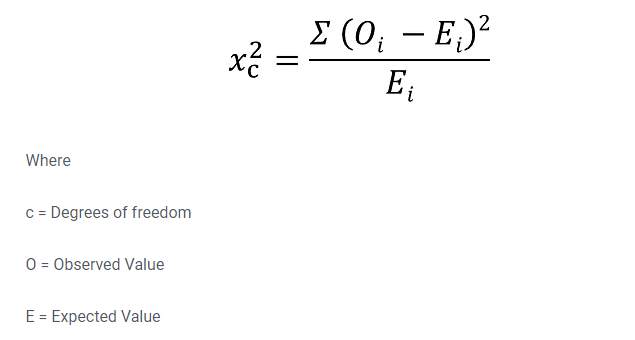 x²c = Σ (Oᵢ − Eᵢ)² / Eᵢ
Where
c = Degrees of freedom
O = Observed Value
E = Expected Value